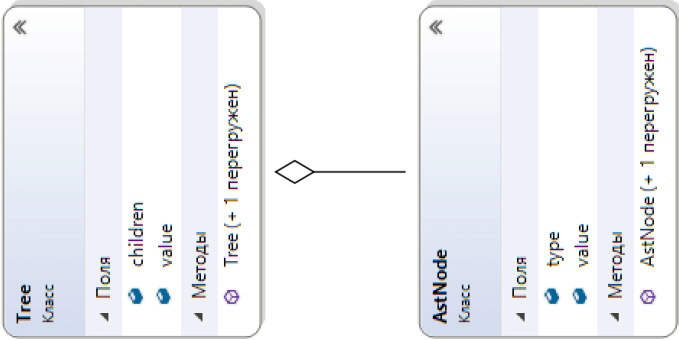 Tree
Класс
Поля
children
value
Методы
Tree (+ 1 перегружен)
AstNode
Класс
Поля
type
value
Методы
AstNode (+ 1 перегружен)